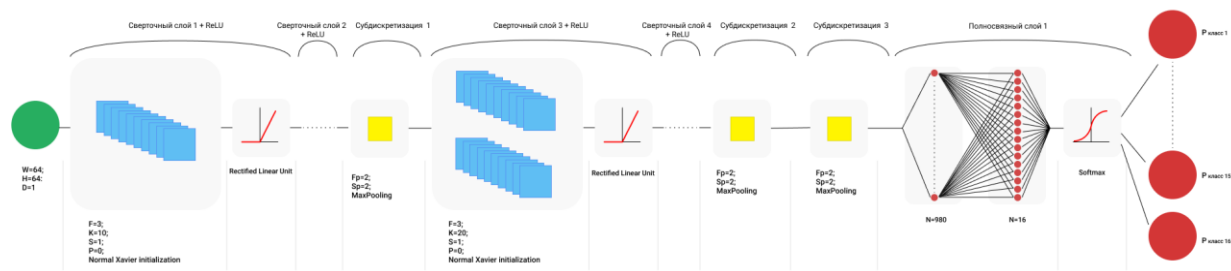 Сверточный слой 1 + ReLU
Сверточный слой 2
+ ReLU
Субдискретизация 1
Сверточный слой 3 + ReLU
Сверточный слой 4
+ ReLU
Субдискретизация 2
Субдискретизация 3
Полносвязный слой 1
P класс 1
W=64;
H=64:
D=1
Rectified Linear Unit
Fp=2;
Sp=2;
MaxPooling
Rectified Linear Unit
Fp=2;
Sp=2;
MaxPooling
Fp=2;
Sp=2;
MaxPooling
Softmax
P класс 15
F=3;
K=10;
S=1;
P=0;
Normal Xavier initialization
F=3;
K=20;
S=1;
P=0;
Normal Xavier initialization
N=980
N=16
P класс 16